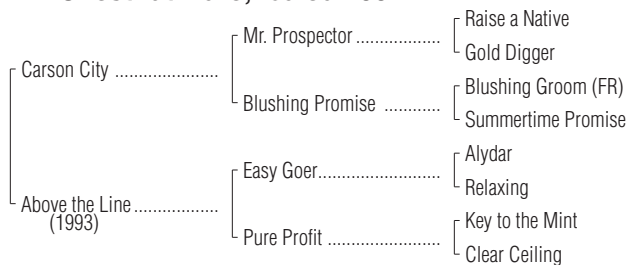 Raise a Native
Mr. Prospector ...................
Gold Digger
Carson City .......................
Blushing Groom (FR)
Blushing Promise ............
Summertime Promise
Alydar
Easy Goer...........................
Relaxing
Above the Line ..................
(1993)
Key to the Mint
Pure Profit .........................
Clear Ceiling